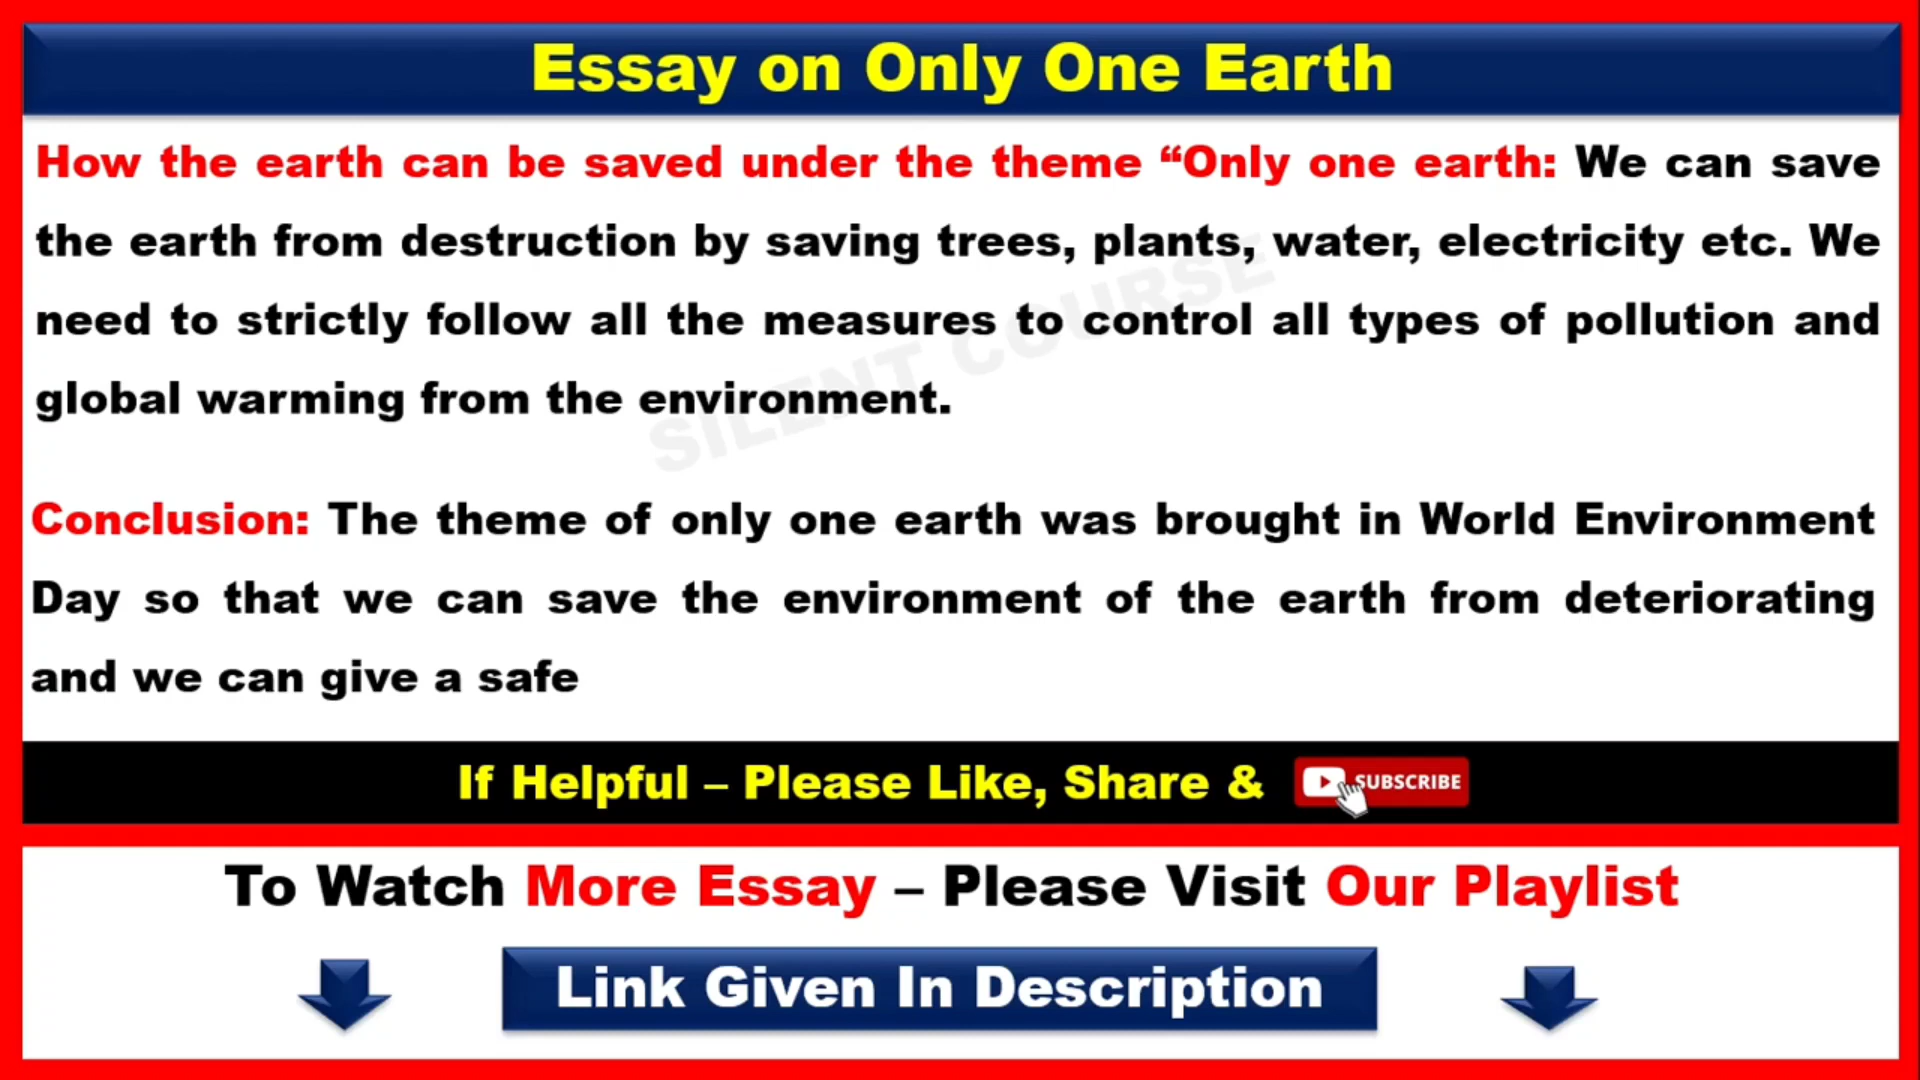 Essay on Only One Earth
How the earth can be saved under the theme “Only one earth: We can save
the earth from destruction by saving trees, plants, water, electricity etc. We
need to strictly follow all the measures to control all types of pollution and
global warming from the environment.
SILENT COURSE
Conclusion: The theme of only one earth was brought in World Environment
Day so that we can save the environment of the earth from deteriorating
and we can give a safe
If Helpful – Please Like, Share & SUBSCRIBE
To Watch More Essay – Please Visit Our Playlist
Link Given In Description